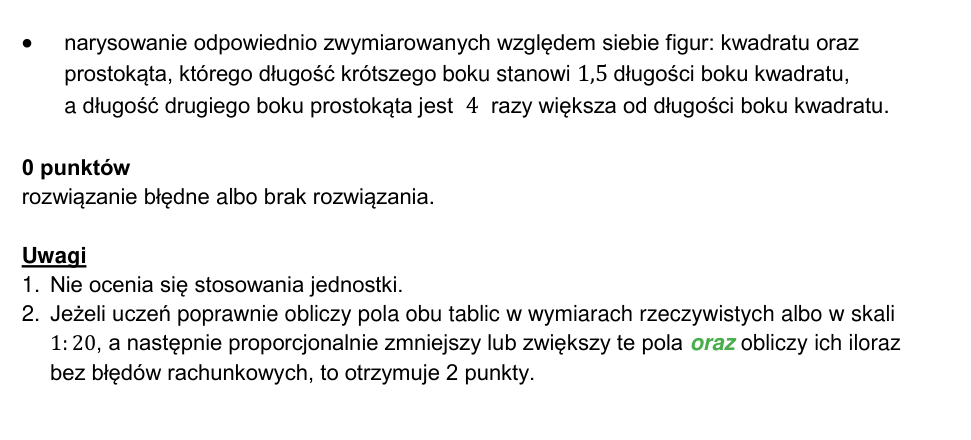 • narysowanie odpowiednio zwymiarowanych względem siebie figur: kwadratu oraz
prostokąta, którego długość krótszego boku stanowi 1,5 długości boku kwadratu,
a długość drugiego boku prostokąta jest 4 razy większa od długości boku kwadratu.
0 punktów
rozwiązanie błędne albo brak rozwiązania.
Uwagi
1. Nie ocenia się stosowania jednostki.
2. Jeżeli uczeń poprawnie obliczy pola obu tablic w wymiarach rzeczywistych albo w skali
1: 20, a następnie proporcjonalnie zmniejszy lub zwiększy te pola oraz obliczy ich iloraz
bez błędów rachunkowych, to otrzymuje 2 punkty.